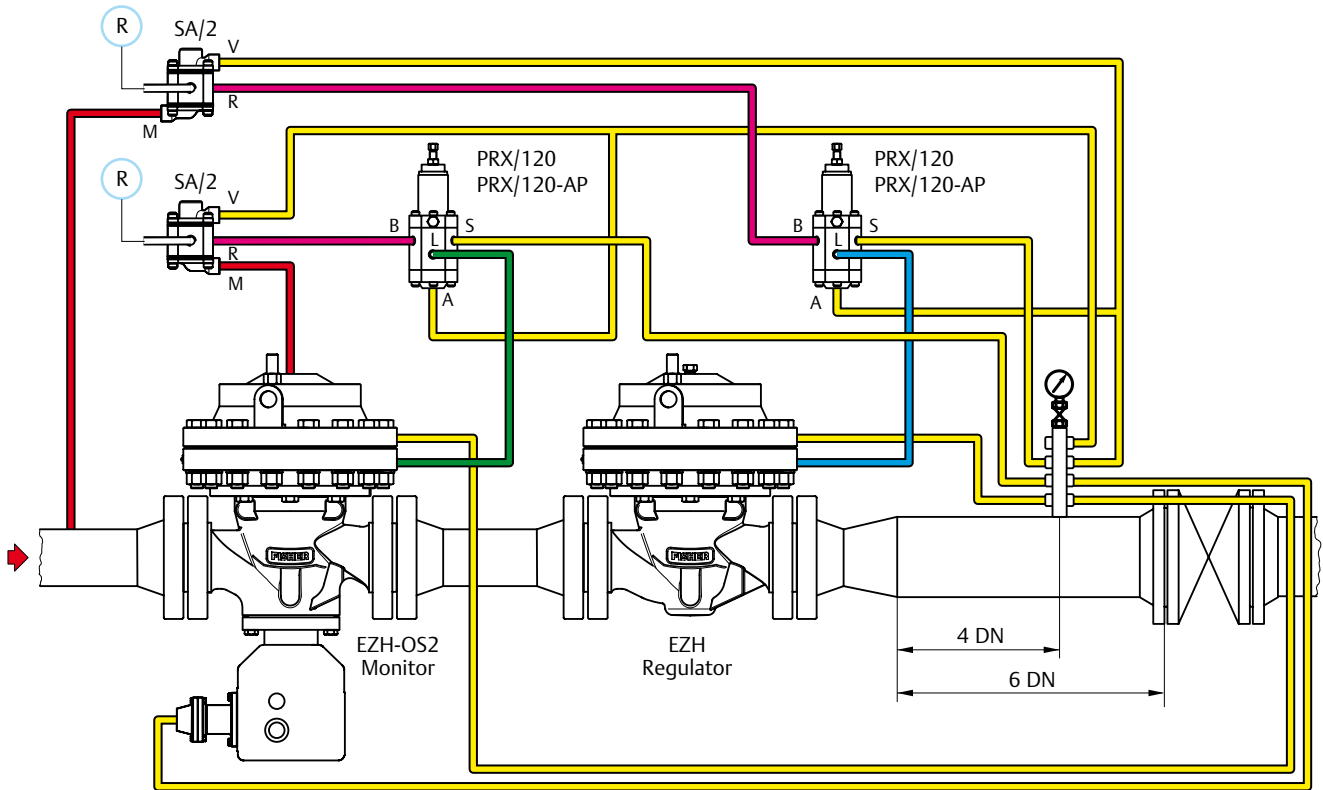 R
SA/2
V
R
M
R
SA/2
V
R
M
PRX/120
PRX/120-AP
B
S
L
A
PRX/120
PRX/120-AP
B
S
L
A
FISHER
FISHER
EZH-OS2
Monitor
EZH
Regulator
4 DN
6 DN